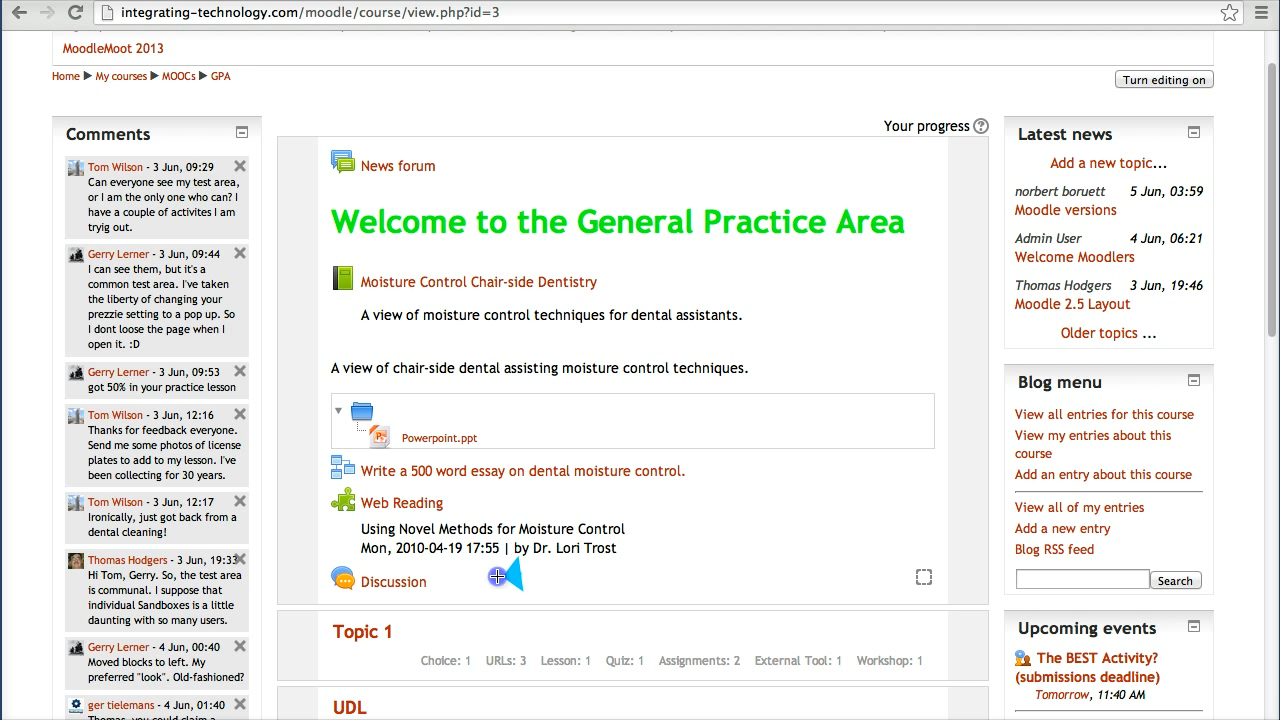 integrating-technology.com/moodle/course/view.php?id=3
MoodleMoot 2013
Home ▶ My courses ▶ MOOCs ▶ GPA
Turn editing on
Comments
Tom Wilson - 3 Jun, 09:29
Can everyone see my test area,
or I am the only one who can? I
have a couple of activites I am
tryig out.
Gerry Lerner - 3 Jun, 09:44
I can see them, but it's a
common test area. I've taken
the liberty of changing your
prezzie setting to a pop up. So
I dont loose the page when I
open it. :D
Gerry Lerner - 3 Jun, 09:53
got 50% in your practice lesson
Tom Wilson - 3 Jun, 12:16
Thanks for feedback everyone.
Send me some photos of license
plates to add to my lesson. I've
been collecting for 30 years.
Tom Wilson - 3 Jun, 12:17
Ironically, just got back from a
dental cleaning!
Thomas Hodgers - 3 Jun, 19:33
Hi Tom, Gerry. So, the test area
is communal. I suppose that
individual Sandboxes is a little
daunting with so many users.
Gerry Lerner - 4 Jun, 00:40
Moved blocks to left. My
preferred "look". Old-fashioned?
ger tielemans - 4 Jun, 01:40
Thomas, you could claim a
Your progress
News forum
Welcome to the General Practice Area
Moisture Control Chair-side Dentistry
A view of moisture control techniques for dental assistants.
A view of chair-side dental assisting moisture control techniques.
Powerpoint.ppt
Write a 500 word essay on dental moisture control.
Web Reading
Using Novel Methods for Moisture Control
Mon, 2010-04-19 17:55 | by Dr. Lori Trost
Discussion
Topic 1
Choice: 1 URLs: 3 Lesson: 1 Quiz: 1 Assignments: 2 External Tool: 1 Workshop: 1
UDL
Latest news
Add a new topic...
norbert boruett 5 Jun, 03:59
Moodle versions
Admin User 4 Jun, 06:21
Welcome Moodlers
Thomas Hodgers 3 Jun, 19:46
Moodle 2.5 Layout
Older topics ...
Blog menu
View all entries for this course
View my entries about this
course
Add an entry about this course
View all of my entries
Add a new entry
Blog RSS feed
Search
Upcoming events
The BEST Activity?
(submissions deadline)
Tomorrow, 11:40 AM